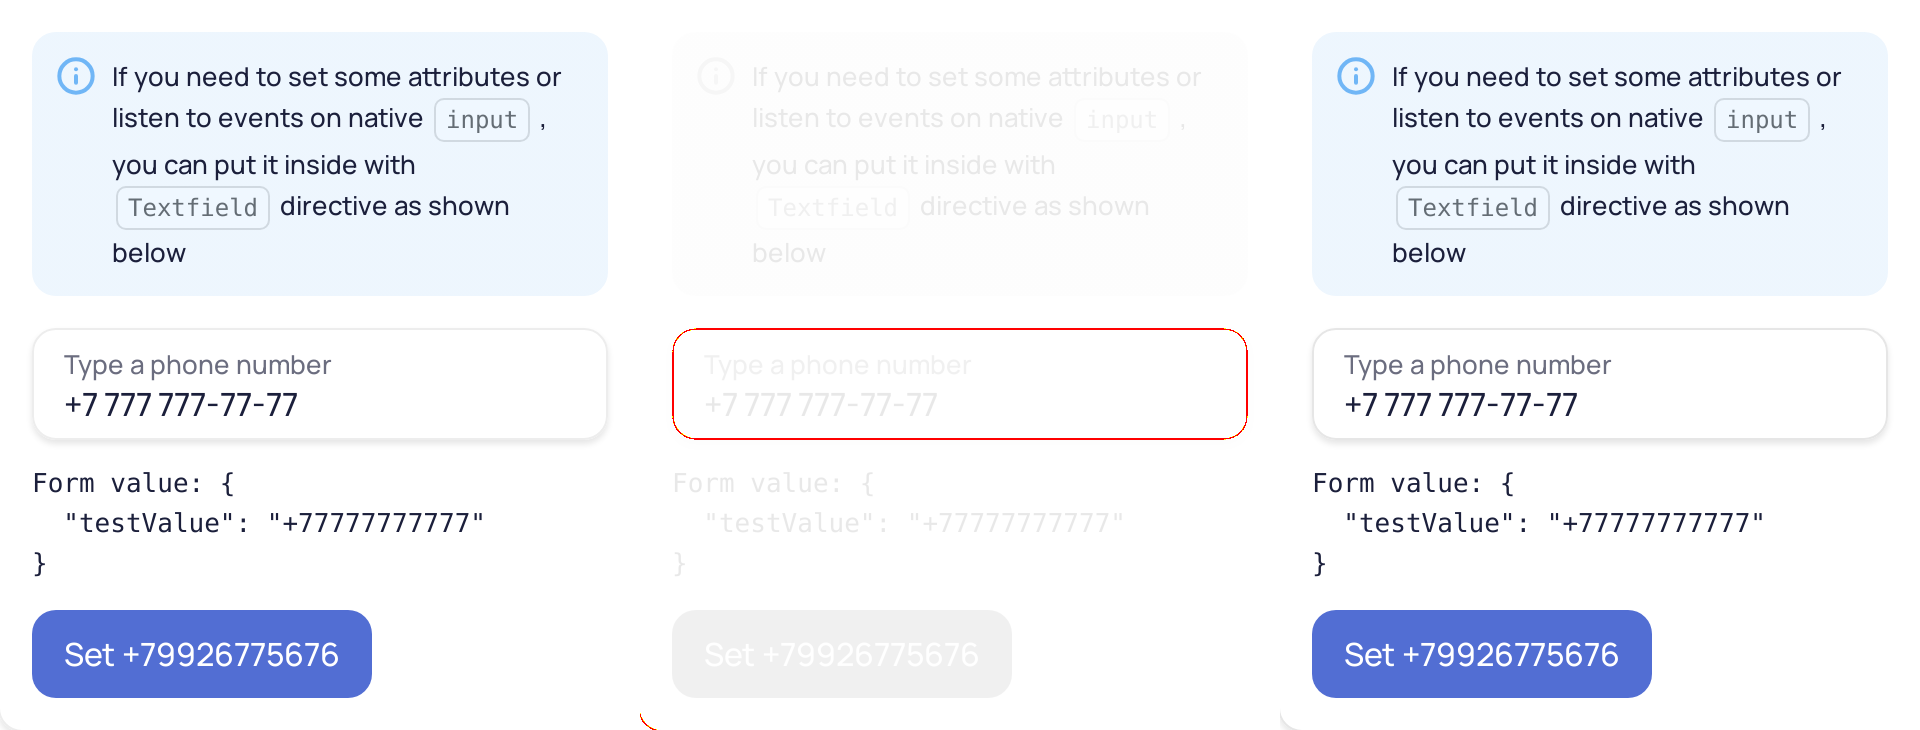 If you need to set some attributes or
listen to events on native input ,
you can put it inside with
Textfield directive as shown
below
Type a phone number
+7 777 777-77-77
Form value: {
"testValue": "+77777777777"
}
Set +79926775676
If you need to set some attributes or
listen to events on native input ,
you can put it inside with
Textfield directive as shown
below
Type a phone number
+7 777 777-77-77
Form value: {
"testValue": "+77777777777"
}
Set +79926775676
If you need to set some attributes or
listen to events on native input ,
you can put it inside with
Textfield directive as shown
below
Type a phone number
+7 777 777-77-77
Form value: {
"testValue": "+77777777777"
}
Set +79926775676